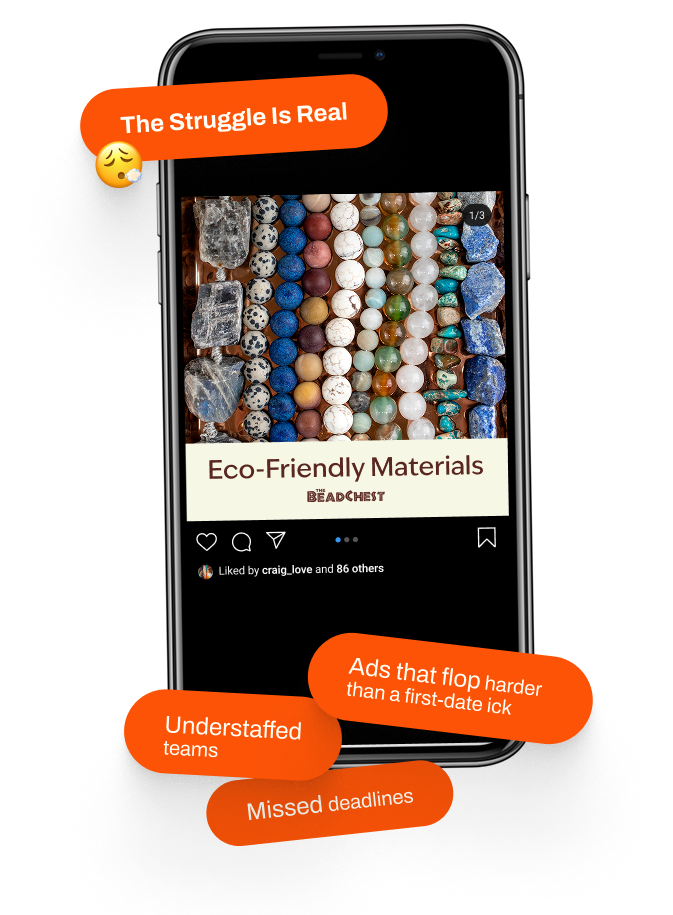 The Struggle Is Real
1/3
Eco-Friendly Materials
THE
BEADCHEST
Liked by craig_love and 86 others
Ads that flop harder
than a first-date ick
Understaffed
teams
Missed deadlines